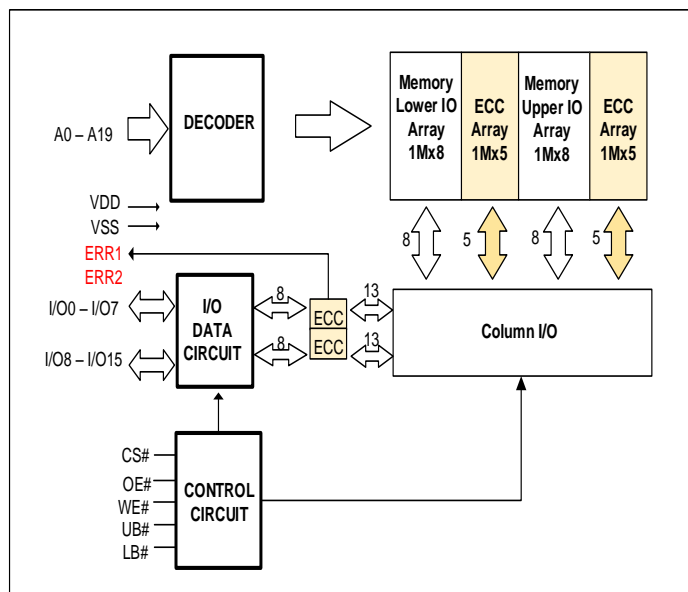 A0 – A19
DECODER
Memory
Lower IO
Array
1Mx8
ECC
Array
1Mx5
Memory
Upper IO
Array
1Mx8
ECC
Array
1Mx5
VDD
VSS
ERR1
ERR2
8
5
8
5
I/O0 – I/O7
I/O8 – I/O15
I/O
DATA
CIRCUIT
8
8
ECC
ECC
13
13
Column I/O
CS#
OE#
WE#
UB#
LB#
CONTROL
CIRCUIT